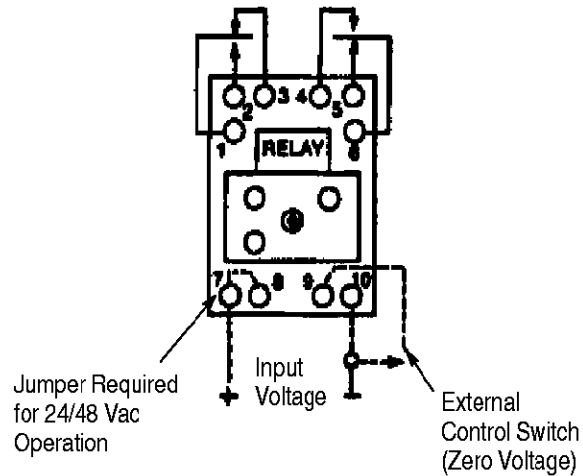 2 3 4 5
1 RELAY 6
7 8 9 10
Input
Voltage
Jumper Required
for 24/48 Vac
Operation
External
Control Switch
(Zero Voltage)